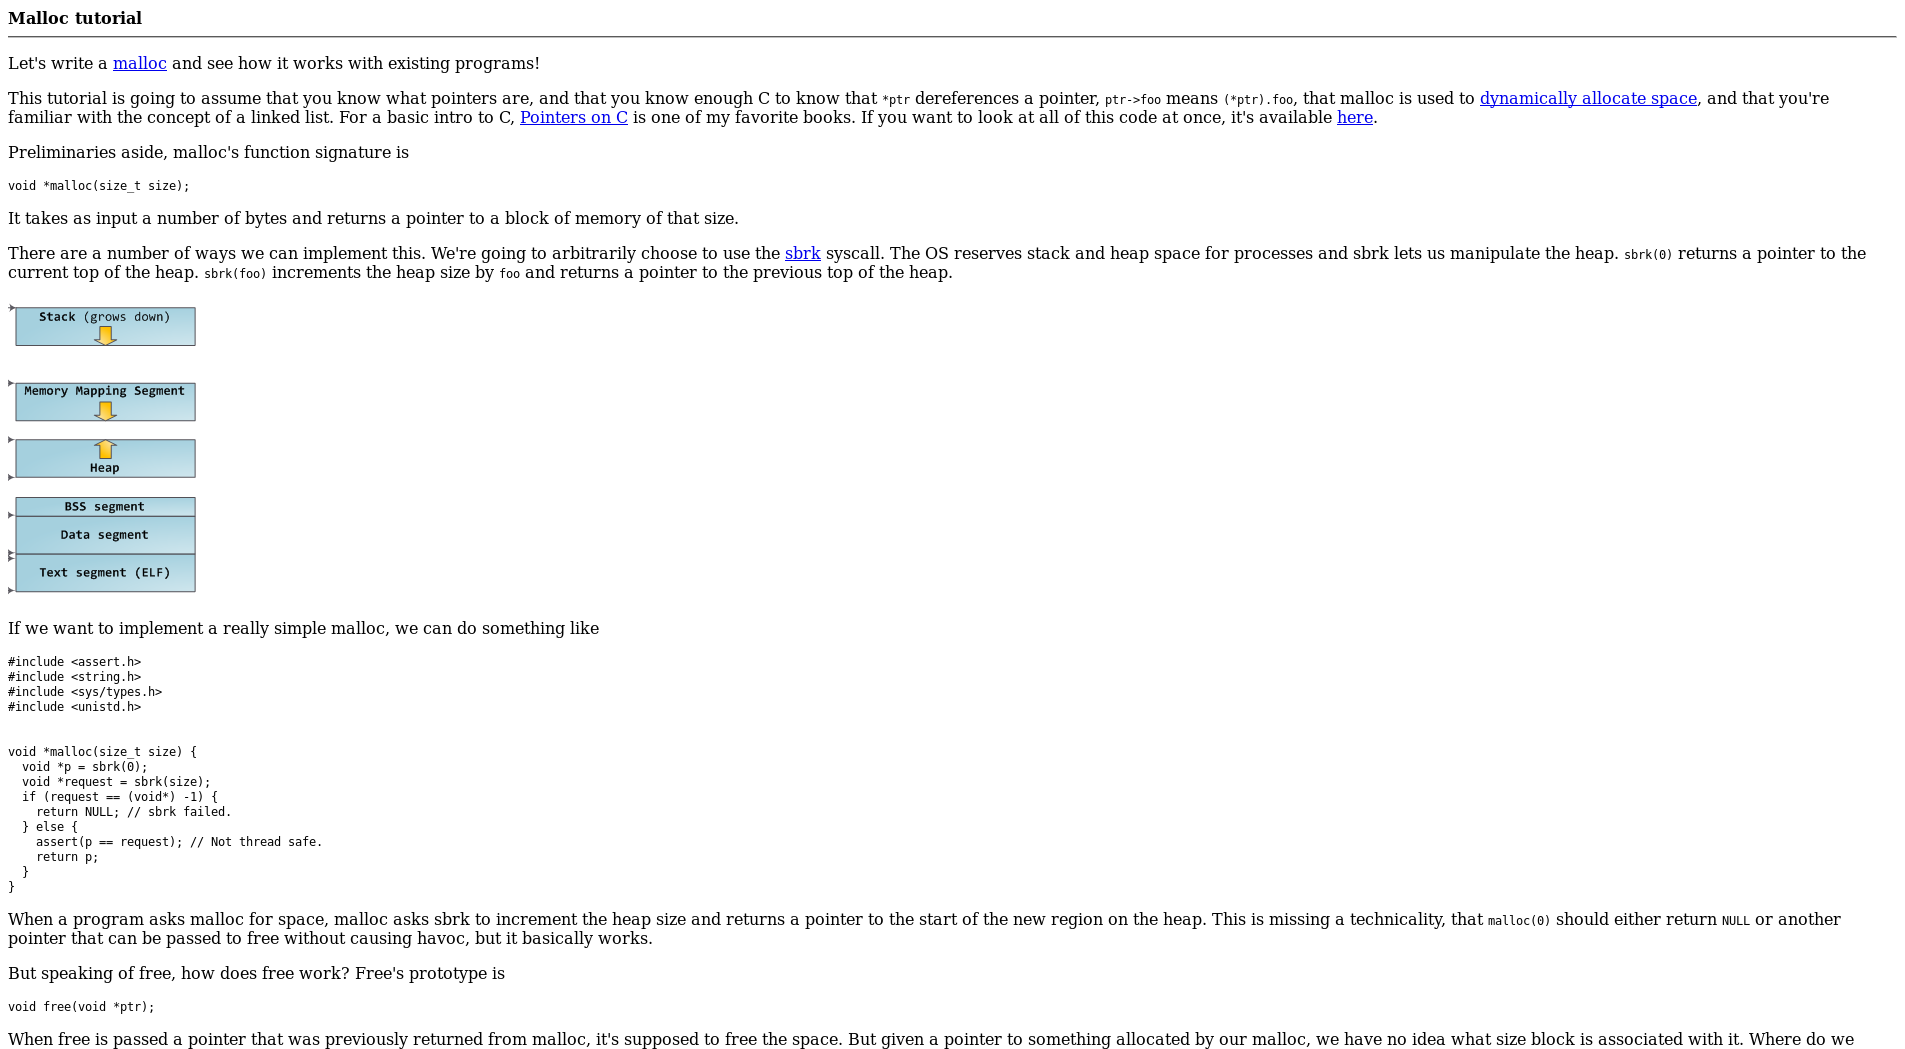 Malloc tutorial
Let's write a malloc and see how it works with existing programs!
This tutorial is going to assume that you know what pointers are, and that you know enough C to know that *ptr dereferences a pointer, ptr->foo means (*ptr).foo, that malloc is used to dynamically allocate space, and that you're
familiar with the concept of a linked list. For a basic intro to C, Pointers on C is one of my favorite books. If you want to look at all of this code at once, it's available here.
Preliminaries aside, malloc's function signature is
void *malloc(size_t size);
It takes as input a number of bytes and returns a pointer to a block of memory of that size.
There are a number of ways we can implement this. We're going to arbitrarily choose to use the sbrk syscall. The OS reserves stack and heap space for processes and sbrk lets us manipulate the heap. sbrk(0) returns a pointer to the
current top of the heap. sbrk(foo) increments the heap size by foo and returns a pointer to the previous top of the heap.
Stack (grows down)
Memory Mapping Segment
Heap
BSS segment
Data segment
Text segment (ELF)
If we want to implement a really simple malloc, we can do something like
#include <assert.h>
#include <string.h>
#include <sys/types.h>
#include <unistd.h>
void *malloc(size_t size) {
  void *p = sbrk(0);
  void *request = sbrk(size);
  if (request == (void*) -1) {
    return NULL; // sbrk failed.
  } else {
    assert(p == request); // Not thread safe.
    return p;
  }
}
When a program asks malloc for space, malloc asks sbrk to increment the heap size and returns a pointer to the start of the new region on the heap. This is missing a technicality, that malloc(0) should either return NULL or another
pointer that can be passed to free without causing havoc, but it basically works.
But speaking of free, how does free work? Free's prototype is
void free(void *ptr);
When free is passed a pointer that was previously returned from malloc, it's supposed to free the space. But given a pointer to something allocated by our malloc, we have no idea what size block is associated with it. Where do we